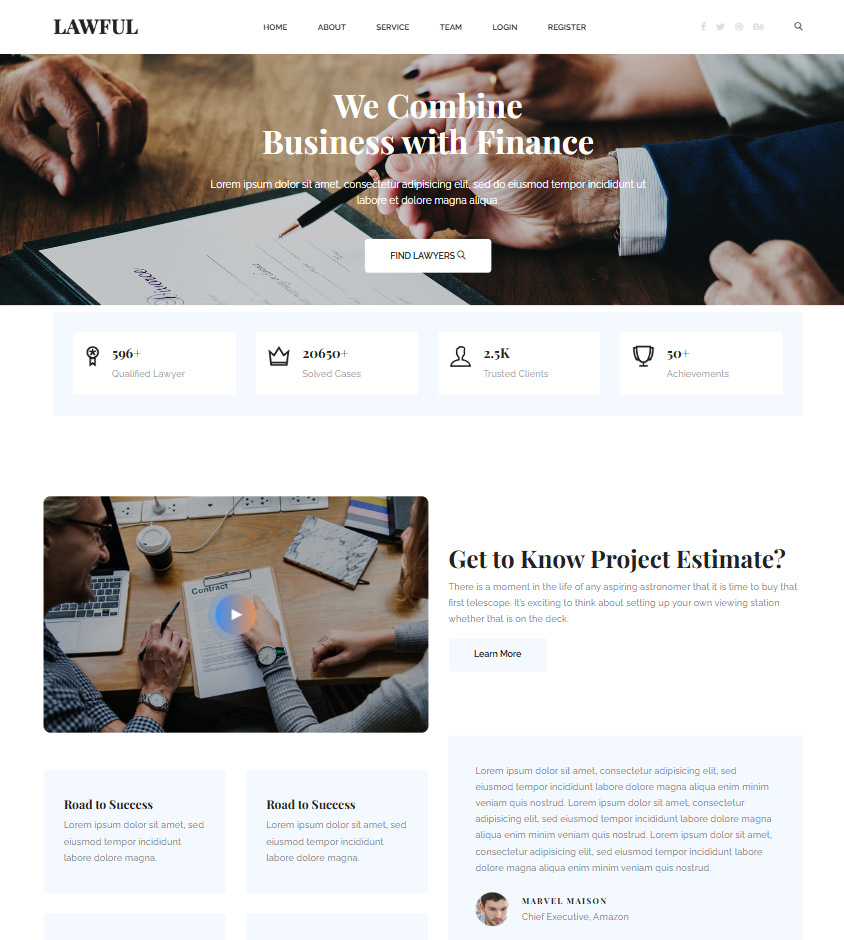 LAWFUL
HOME ABOUT SERVICE TEAM LOGIN REGISTER
We Combine
Business with Finance
Lorem ipsum dolor sit amet, consectetur adipisicing elit, sed do eiusmod tempor incididunt ut
labore et dolore magna aliqua.
FIND LAWYERS
596+
Qualified Lawyer
20650+
Solved Cases
2.5K
Trusted Clients
50+
Achievements
Contract
Get to Know Project Estimate?
There is a moment in the life of any aspiring astronomer that it is time to buy that
first telescope. It's exciting to think about setting up your own viewing station
whether that is on the deck.
Learn More
Road to Success
Lorem ipsum dolor sit amet, sed
eiusmod tempor incididunt
labore dolore magna.
Road to Success
Lorem ipsum dolor sit amet, sed
eiusmod tempor incididunt
labore dolore magna.
Lorem ipsum dolor sit amet, consectetur adipisicing elit, sed
eiusmod tempor incididunt labore dolore magna aliqua enim minim
veniam quis nostrud. Lorem ipsum dolor sit amet, consectetur
adipisicing elit, sed eiusmod tempor incididunt labore dolore magna
aliqua enim minim veniam quis nostrud. Lorem ipsum dolor sit amet,
consectetur adipisicing elit, sed eiusmod tempor incididunt labore
dolore magna aliqua enim minim veniam quis nostrud.
MARVEL MAISON
Chief Executive, Amazon